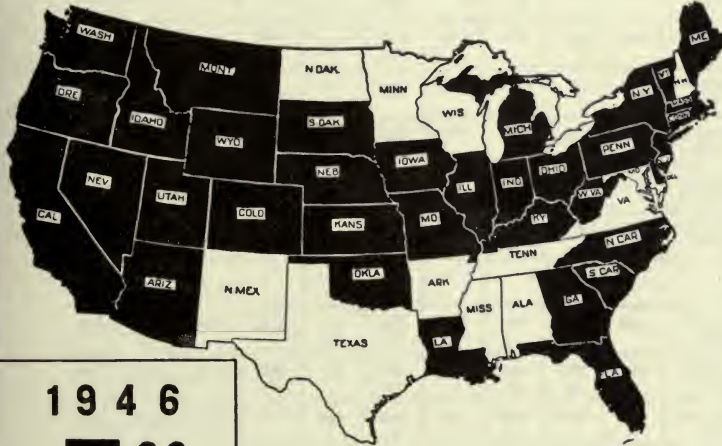 WASH
MONT
N DAK
MINN
ME
ORE
IDAHO
WYO
S DAK
WIS
MICH
N Y
VT
NEB
IOWA
PENN
NEV
UTAH
COLO
ILL
IND
OHIO
W VA
CAL
KANS
MO
KY
VA
ARIZ
N. MEX
OKLA
ARK
TENN
N CAR
S CAR
TEXAS
LA
MISS
ALA
GA
FLA
1946